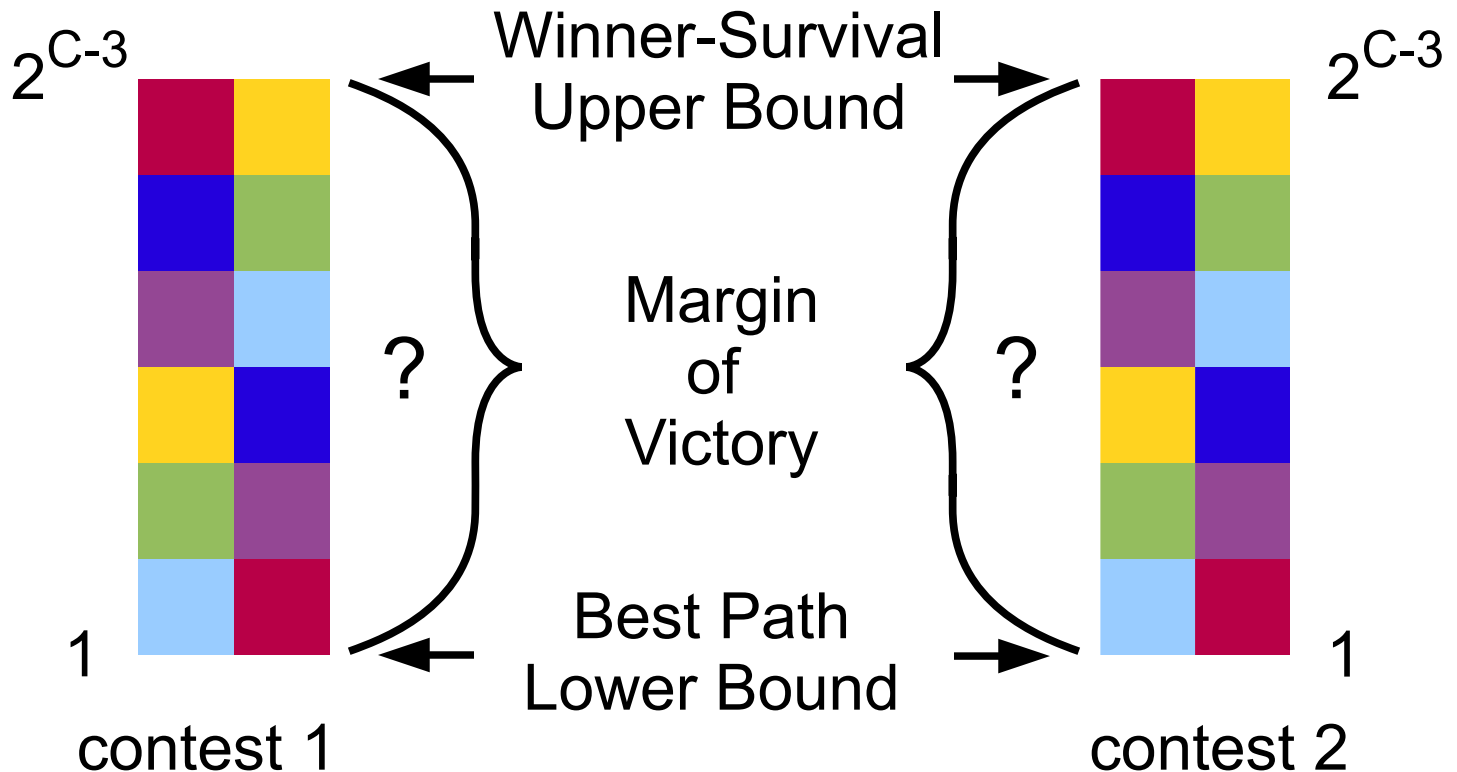 2^C-3
Winner-Survival
Upper Bound
2^C-3
?
Margin
of
Victory
?
1
Best Path
Lower Bound
1
contest 1
contest 2